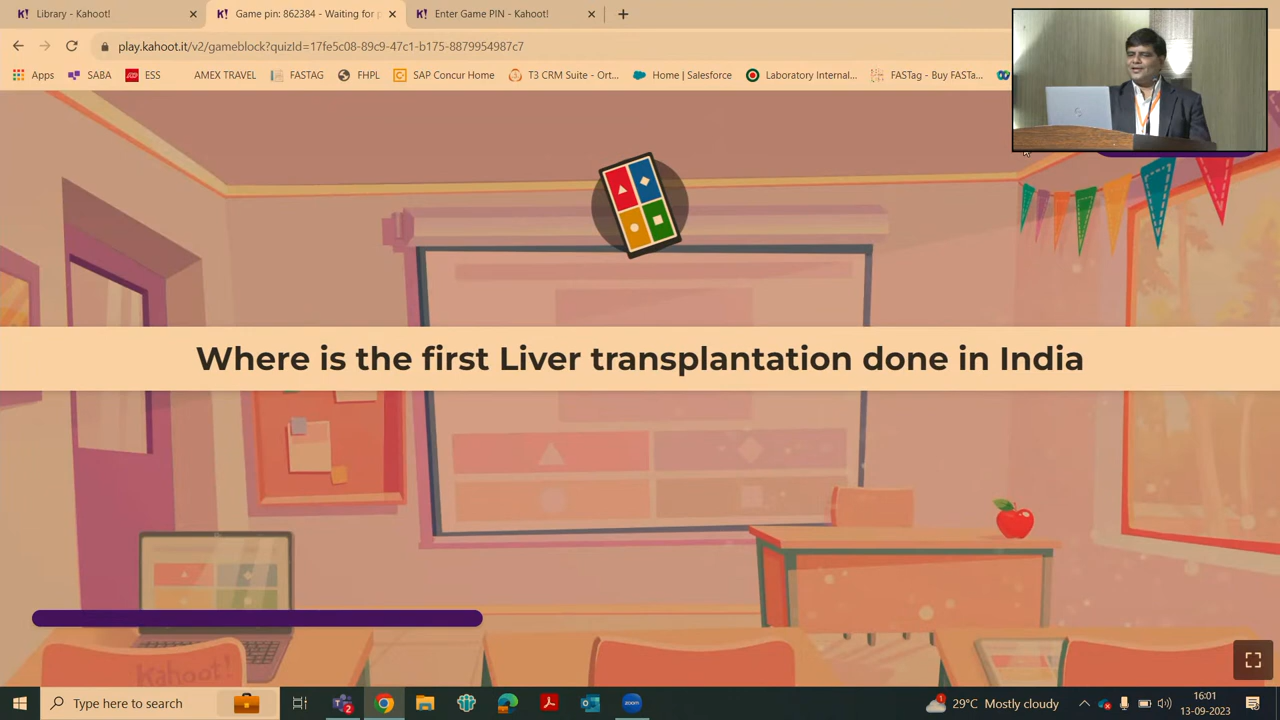 Library - Kahoot!
Game pin: 862384 - Waiting for p
Enter Game PIN - Kahoot!
play.kahoot.it/v2/gameblock?quizId=17fe5c08-89c9-47c1-b175-8879954987c7
Apps
SABA
ESS
AMEX TRAVEL
FASTAG
FHPL
SAP Concur Home
T3 CRM Suite - Ort...
Home | Salesforce
Laboratory Internal...
FASTag - Buy FASTa...
Where is the first Liver transplantation done in India
Kahoot!
Type here to search
29°C Mostly cloudy
16:01
13-09-2023